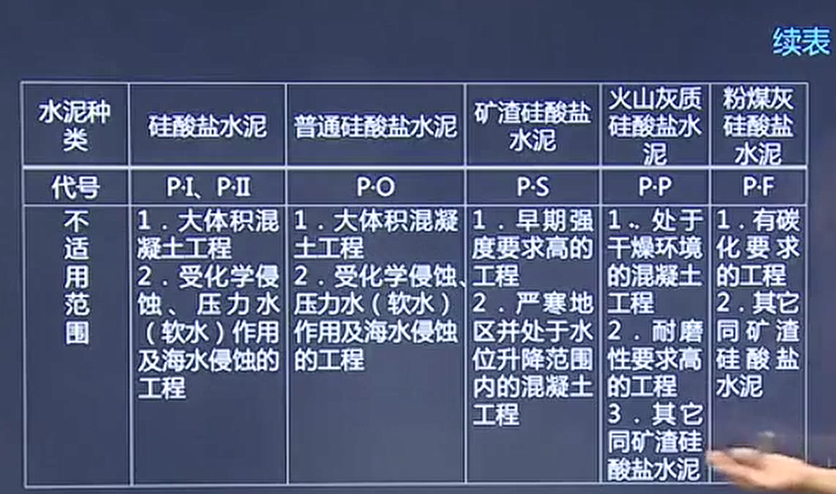 续表
水泥种
类
硅酸盐水泥
普通硅酸盐水泥
矿渣硅酸盐
水泥
火山灰质
硅酸盐水
泥
粉煤灰
硅酸盐
水泥
代号
P·Ⅰ、P·Ⅱ
P·O
P·S
P·P
P·F
不
适
用
范
围
1．大体积混
凝土工程
2．受化学侵
蚀、压力水
（软水）作用
及海水侵蚀的
工程
1．大体积混凝
土工程
2．受化学侵蚀、
压力水（软水）
作用及海水侵蚀
的工程
1．早期强
度要求高的
工程
2．严寒地
区并处于水
位升降范围
内的混凝土
工程
1．处于
干燥环境
的混凝土
工程
2．耐磨
性要求高
的工程
3．其它
同矿渣硅
酸盐水泥
1．有碳
化要求
的工程
2．其它
同矿渣
硅酸盐
水泥